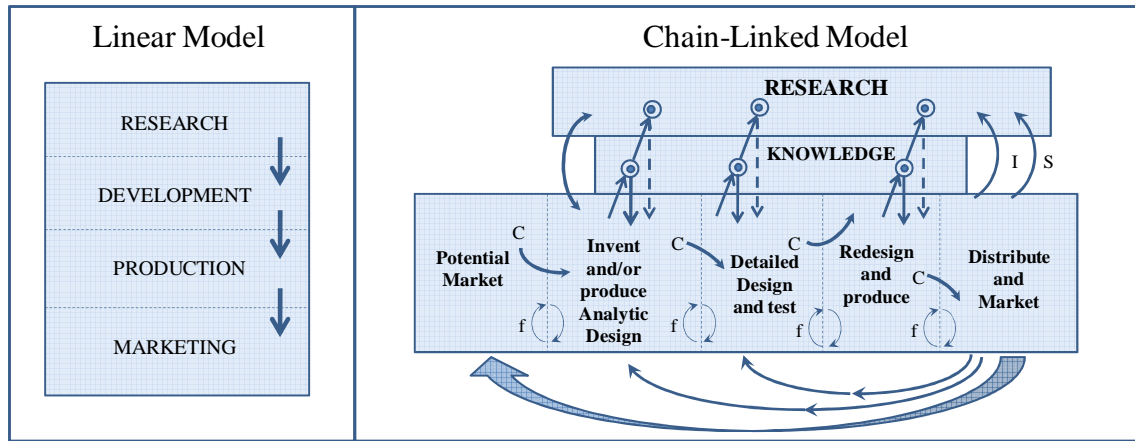 Linear Model
RESEARCH
DEVELOPMENT
PRODUCTION
MARKETING
Chain-Linked Model
RESEARCH
KNOWLEDGE
I
S
C
C
C
C
Potential
Market
Invent
and/or
produce
Analytic
Design
Detailed
Design
and test
Redesign
and
produce
Distribute
and
Market
f
f
f
f